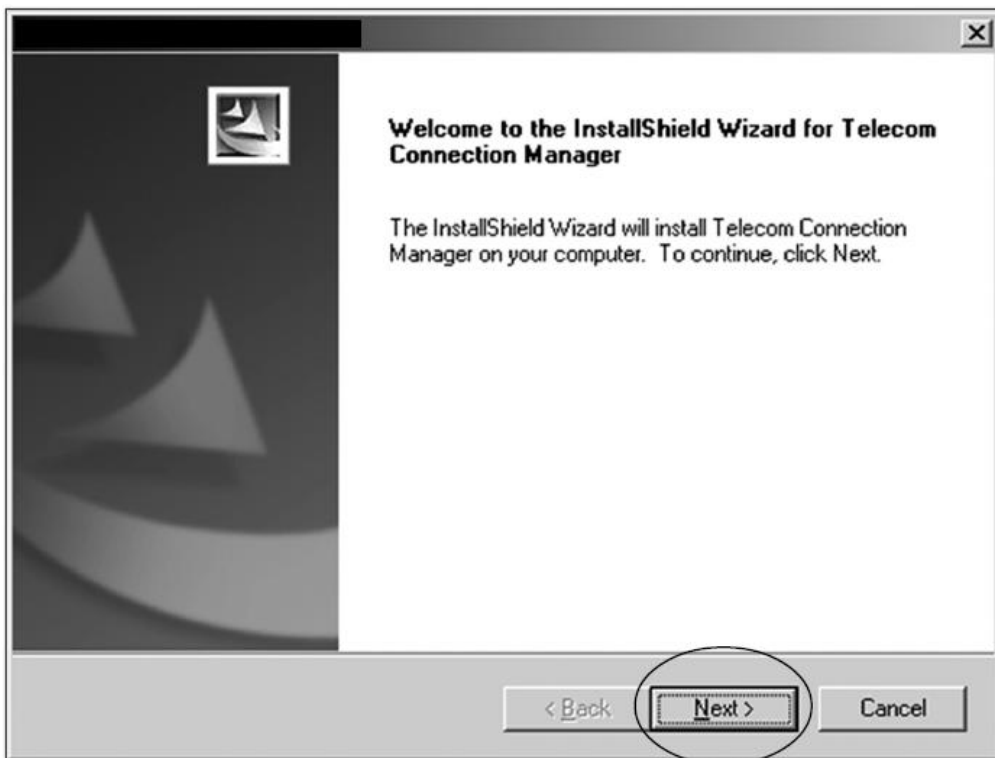 Welcome to the InstallShield Wizard for Telecom
Connection Manager
The InstallShield Wizard will install Telecom Connection
Manager on your computer.  To continue, click Next.
< Back
Next >
Cancel